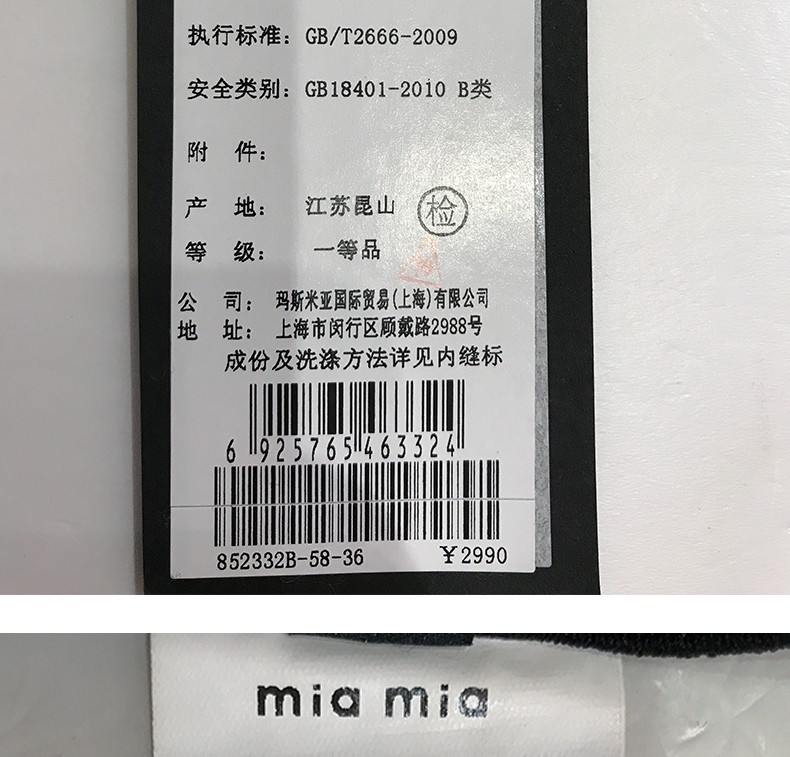 执行标准：GB/T2666-2009
安全类别：GB18401-2010 B类
附 件：
产 地： 江苏昆山 检
等 级： 一等品
公 司： 玛斯米亚国际贸易(上海)有限公司
地 址： 上海市闵行区顾戴路2988号
成份及洗涤方法详见内缝标
6 925765 463324
852332B-58-36 ￥2990
mia mia